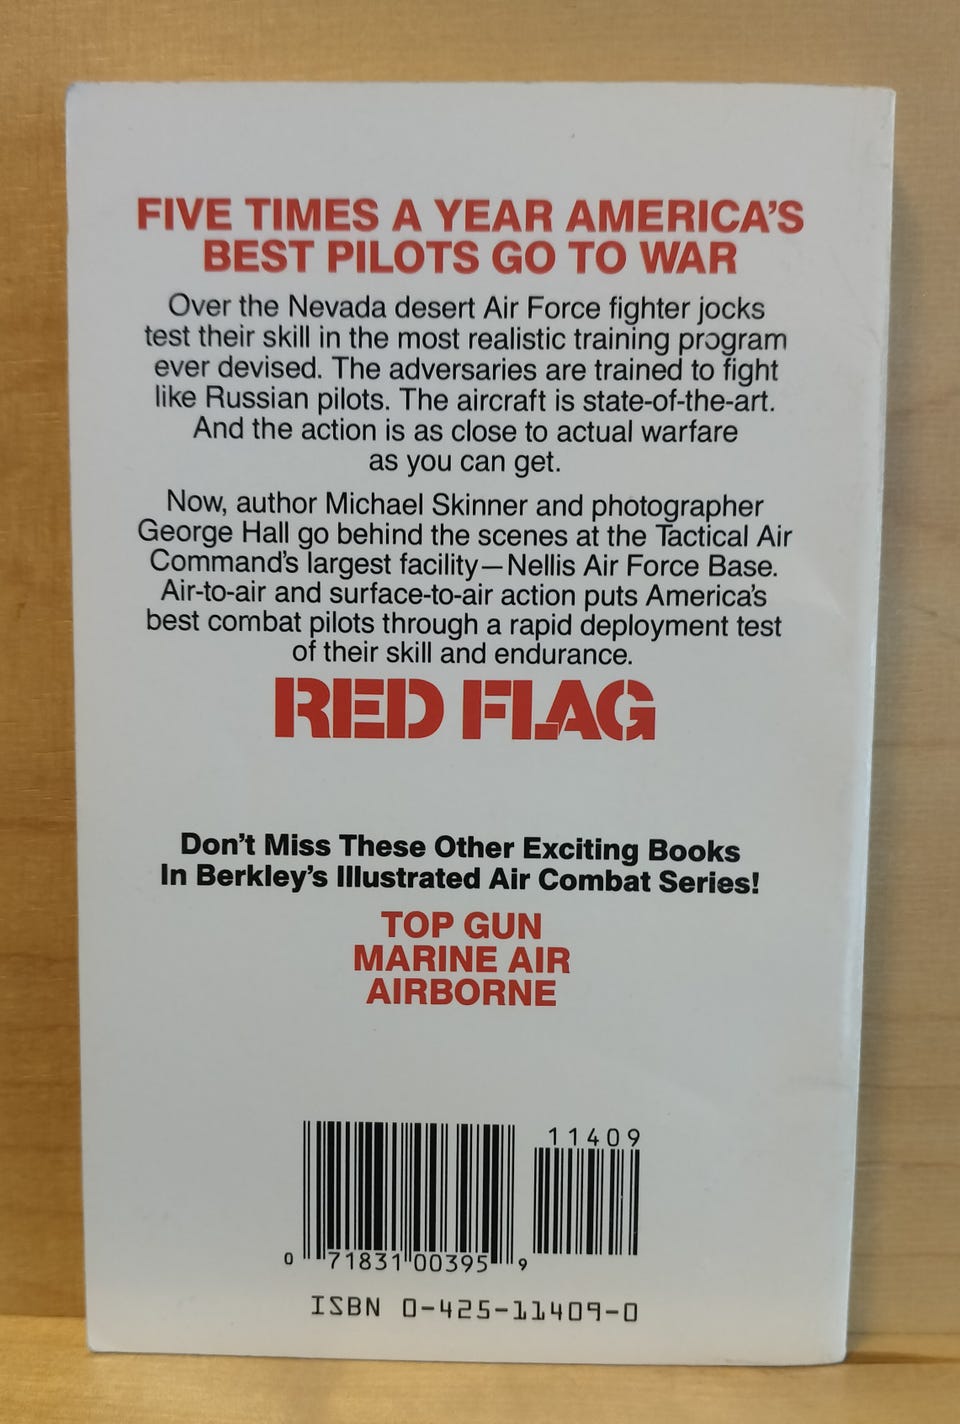 FIVE TIMES A YEAR AMERICA'S
BEST PILOTS GO TO WAR
Over the Nevada desert Air Force fighter jocks
test their skill in the most realistic training program
ever devised. The adversaries are trained to fight
like Russian pilots. The aircraft is state-of-the-art.
And the action is as close to actual warfare
as you can get.
Now, author Michael Skinner and photographer
George Hall go behind the scenes at the Tactical Air
Command's largest facility—Nellis Air Force Base.
Air-to-air and surface-to-air action puts America's
best combat pilots through a rapid deployment test
of their skill and endurance.
RED FLAG
Don't Miss These Other Exciting Books
In Berkley's Illustrated Air Combat Series!
TOP GUN
MARINE AIR
AIRBORNE
11409
0 71831 00395 9
ISBN 0-425-11409-0